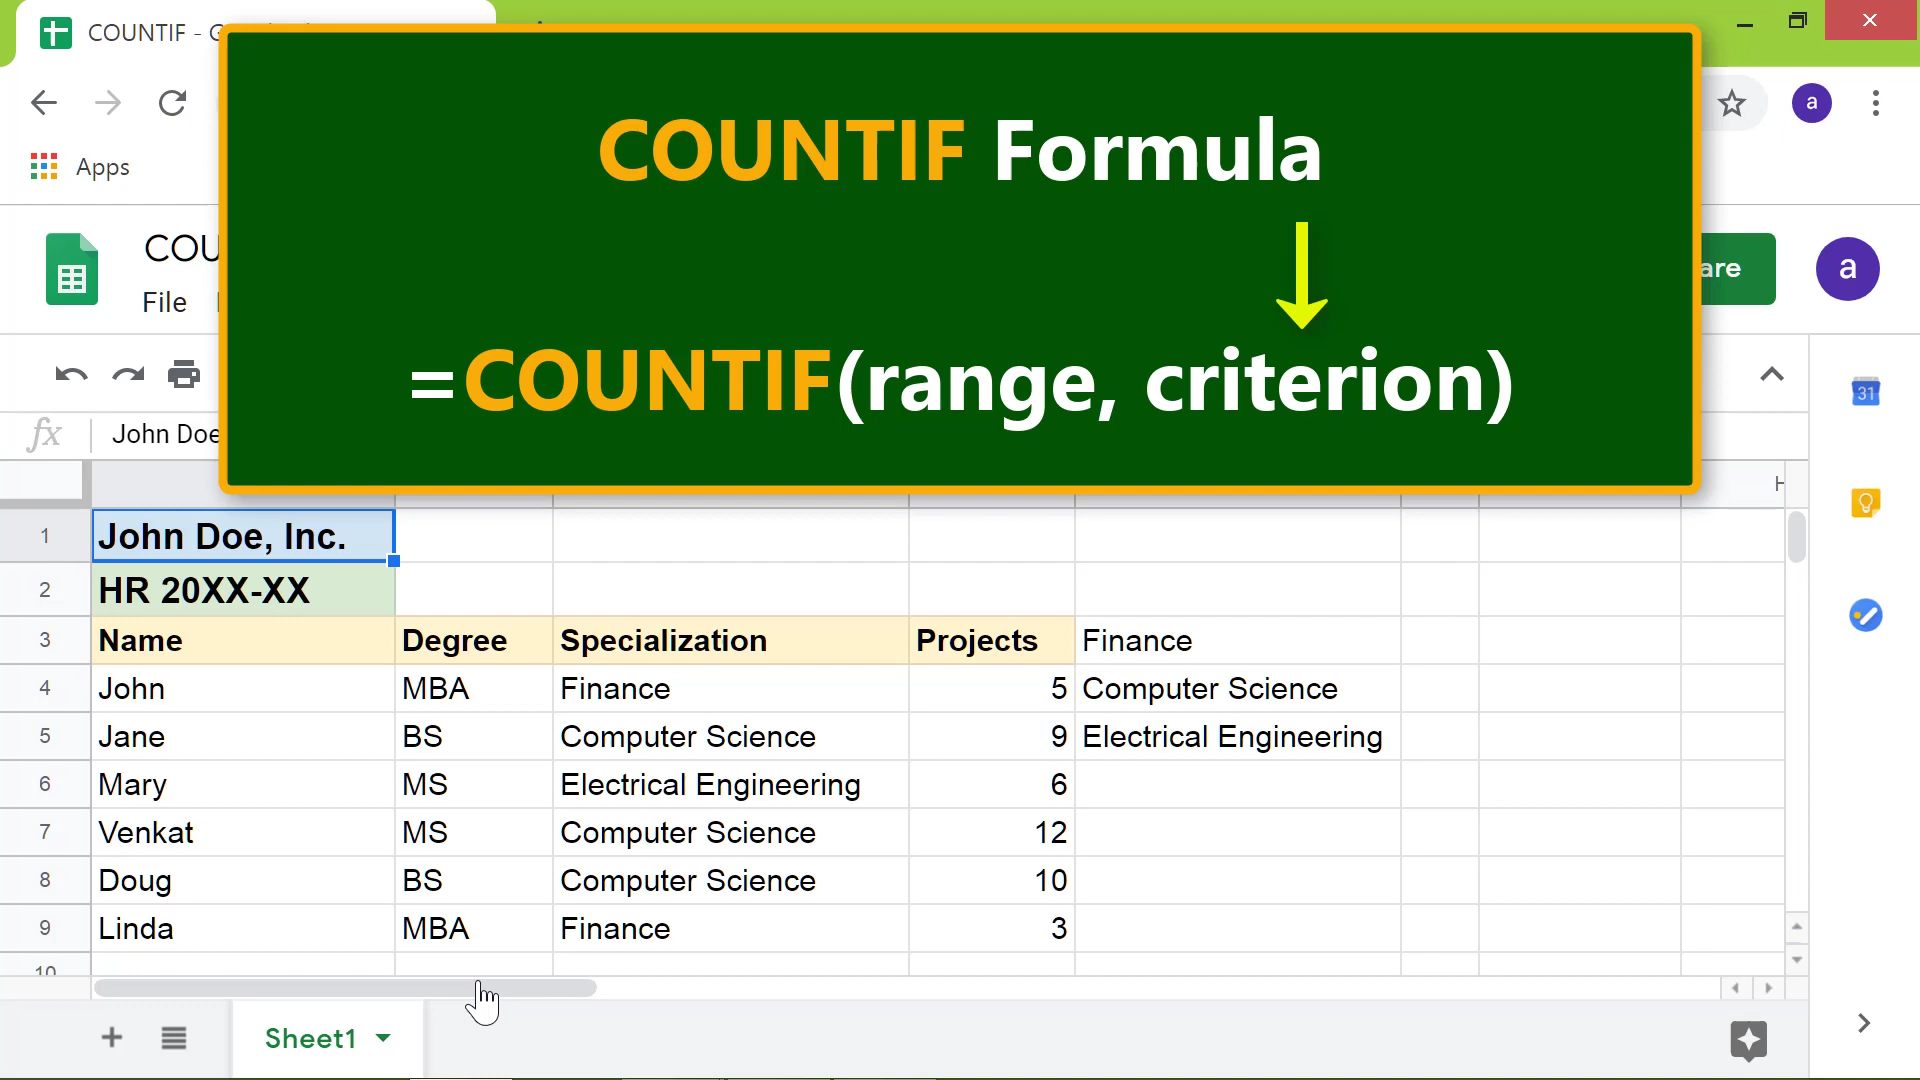 COUNTIF - G
COUNTIF Formula
=COUNTIF(range, criterion)
a
Apps
COU
File
are
a
31
fx
John Doe
H
1 John Doe, Inc.
2 HR 20XX-XX
3 Name Degree Specialization Projects Finance
4 John MBA Finance 5 Computer Science
5 Jane BS Computer Science 9 Electrical Engineering
6 Mary MS Electrical Engineering 6
7 Venkat MS Computer Science 12
8 Doug BS Computer Science 10
9 Linda MBA Finance 3
10
Sheet1